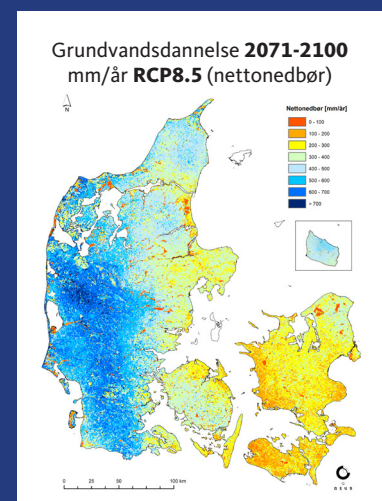 Grundvandsdannelse 2071-2100
mm/år RCP8.5 (nettonedbør)
N
Nettonedbør [mm/år]
0 - 100
100 - 200
200 - 300
300 - 400
400 - 500
500 - 600
600 - 700
> 700
0 25 50 100 km
G E U S